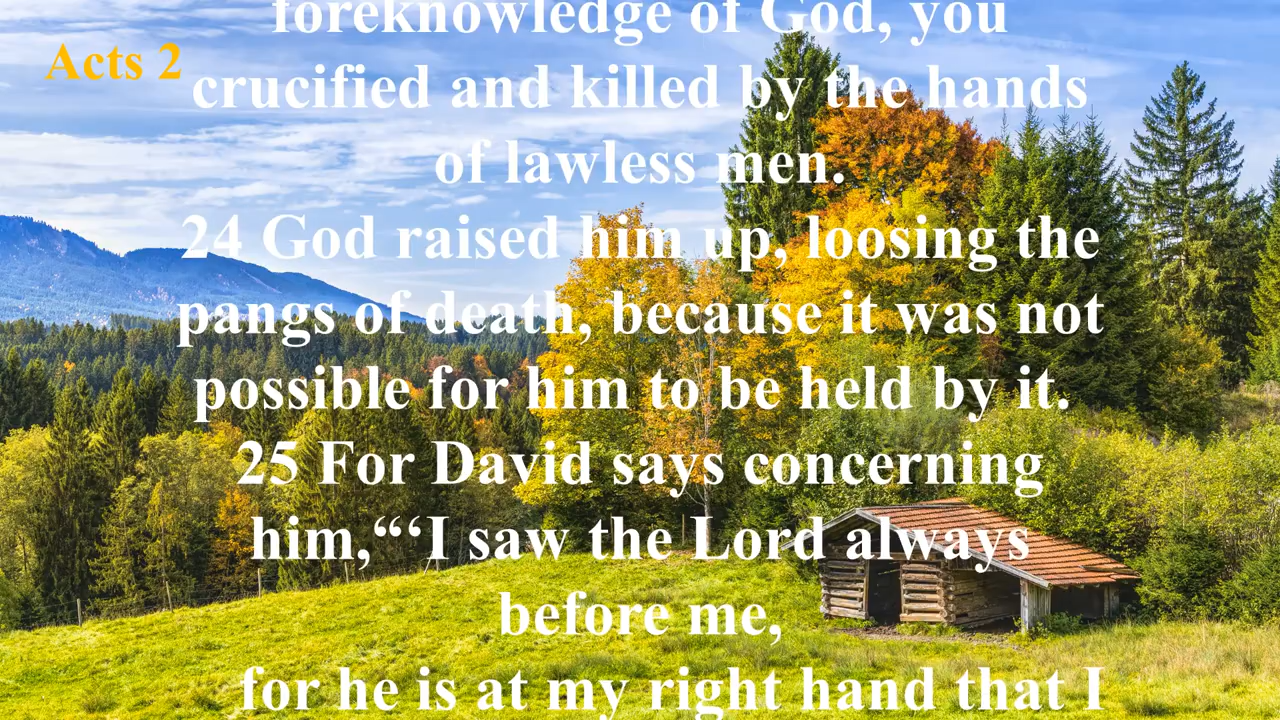 foreknowledge of God, you
Acts 2
crucified and killed by the hands
of lawless men.
24 God raised him up, loosing the
pangs of death, because it was not
possible for him to be held by it.
25 For David says concerning
him,“‘I saw the Lord always
before me,
for he is at my right hand that I